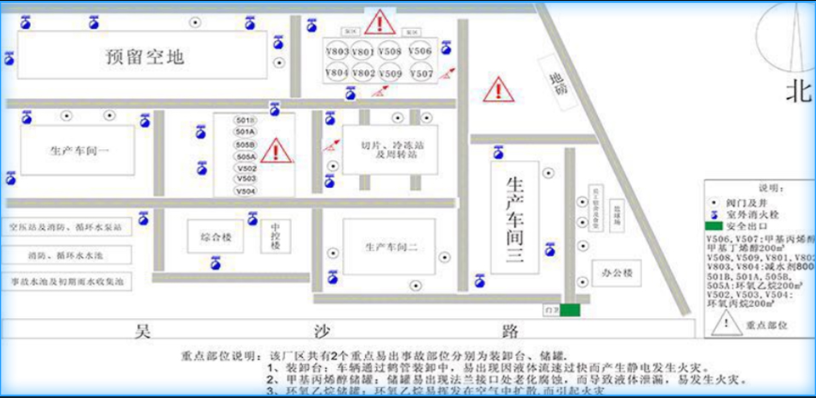 预留空地
V803 V801 V508 V506
V804 V802 V509 V507
地磅
北
生产车间一
501B
501A
505B
505A
V502
V503
V504
切片、冷冻站
及周转站
生产车间三
空压站及消防、循环水泵站
消防、循环水水池
事故水池及初期雨水收集池
综合楼
中控楼
生产车间二
篮球场
办公楼
门卫
吴 沙 路
说明:
阀门及井
室外消火栓
安全出口
V506, V507:甲基丙烯醇
甲基丁烯醇200m³
V508, V509, V801, V802
V803, V804:减水剂800
501B, 501A, 505B,
505A:环氧乙烷200m³
V502, V503, V504:
环氧丙烷200m³
重点部位
重点部位说明: 该厂区共有2个重点易出事故部位分别为装卸台、储罐.
1、装卸台: 车辆通过鹤管装卸中,易出现因液体流速过快而产生静电发生火灾。
2、甲基丙烯醇储罐: 储罐易出现法兰接口处老化腐蚀,而导致液体泄漏,易发生火灾。
3、环氧乙烷储罐: 环氧乙烷易挥发在空气中扩散,而引起火灾